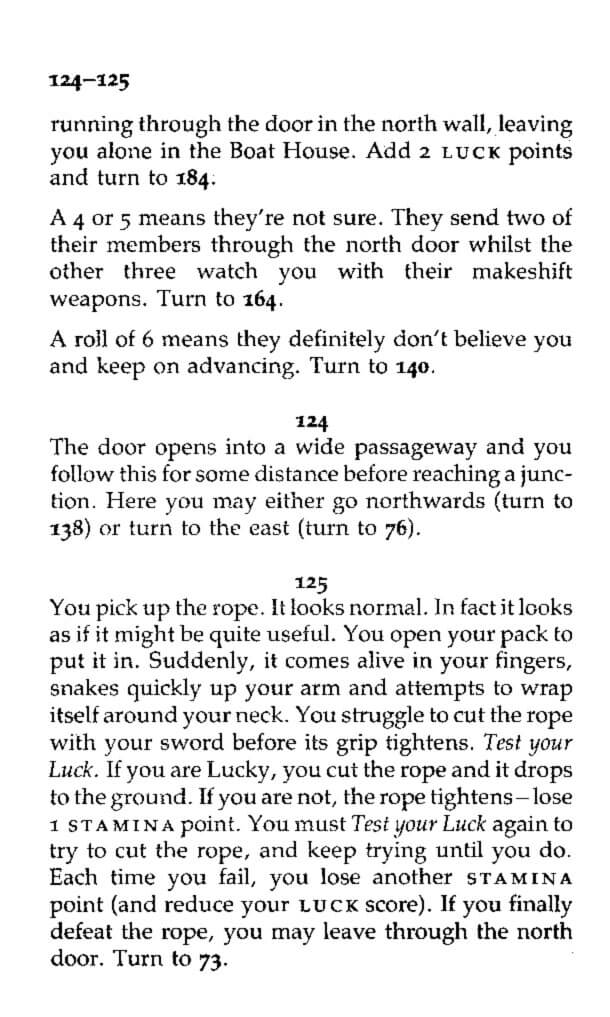 124–125
running through the door in the north wall, leaving
you alone in the Boat House. Add 2 LUCK points
and turn to 184.
A 4 or 5 means they're not sure. They send two of
their members through the north door whilst the
other three watch you with their makeshift
weapons. Turn to 164.
A roll of 6 means they definitely don't believe you
and keep on advancing. Turn to 140.
124
The door opens into a wide passageway and you
follow this for some distance before reaching a junc-
tion. Here you may either go northwards (turn to
138) or turn to the east (turn to 76).
125
You pick up the rope. It looks normal. In fact it looks
as if it might be quite useful. You open your pack to
put it in. Suddenly, it comes alive in your fingers,
snakes quickly up your arm and attempts to wrap
itself around your neck. You struggle to cut the rope
with your sword before its grip tightens. Test your
Luck. If you are Lucky, you cut the rope and it drops
to the ground. If you are not, the rope tightens – lose
1 STAMINA point. You must Test your Luck again to
try to cut the rope, and keep trying until you do.
Each time you fail, you lose another STAMINA
point (and reduce your LUCK score). If you finally
defeat the rope, you may leave through the north
door. Turn to 73.